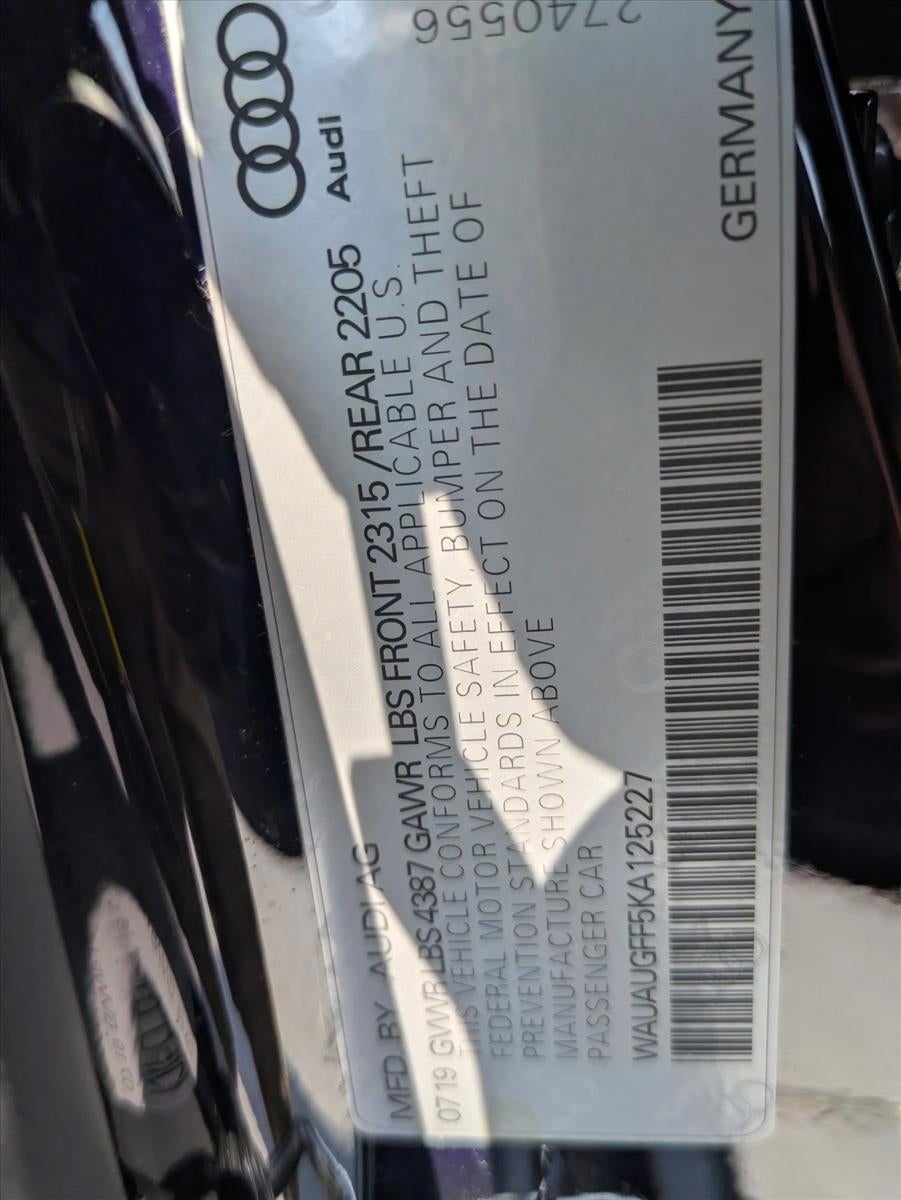 MFD BY AUDI AG
Audi
0719 GVWR LBS 4387 GAWR LBS FRONT 2315 /REAR 2205
THIS VEHICLE CONFORMS TO ALL APPLICABLE U.S.
FEDERAL MOTOR VEHICLE SAFETY, BUMPER AND THEFT
PREVENTION STANDARDS IN EFFECT ON THE DATE OF
MANUFACTURE SHOWN ABOVE
PASSENGER CAR
2740556
WAUAUGFF5KA125227
GERMANY